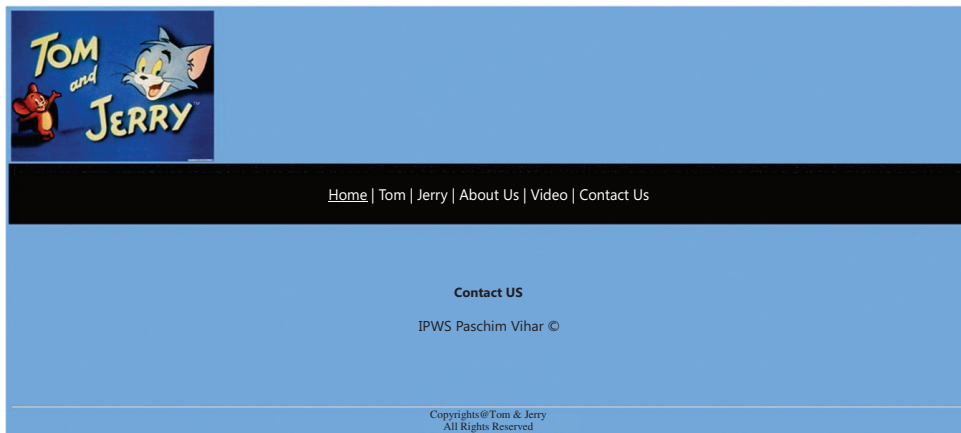 TOM
and
JERRY™
Home | Tom | Jerry | About Us | Video | Contact Us
Contact US
IPWS Paschim Vihar ©
Copyrights@Tom & Jerry
All Rights Reserved